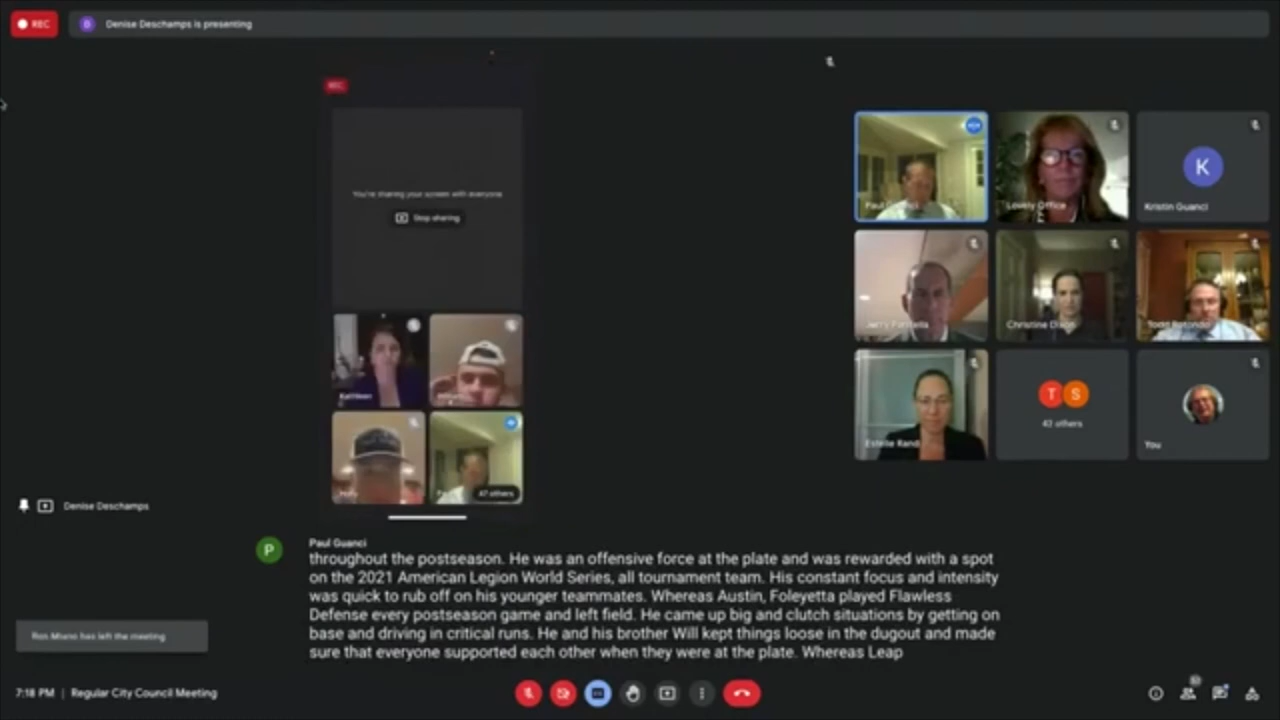 REC
D
Denise Deschamps is presenting
REC
You're sharing your screen with everyone
Stop sharing
Kathleen
47 others
Lovely Office
K
Kristin Guanci
Christine Dixon
Todd Rotondo
Estelle Rand
T S
42 others
You
Denise Deschamps
P
Paul Guanci
throughout the postseason. He was an offensive force at the plate and was rewarded with a spot
on the 2021 American Legion World Series, all tournament team. His constant focus and intensity
was quick to rub off on his younger teammates. Whereas Austin, Foleyetta played Flawless
Defense every postseason game and left field. He came up big and clutch situations by getting on
base and driving in critical runs. He and his brother Will kept things loose in the dugout and made
sure that everyone supported each other when they were at the plate. Whereas Leap
has left the meeting
7:18 PM | Regular City Council Meeting